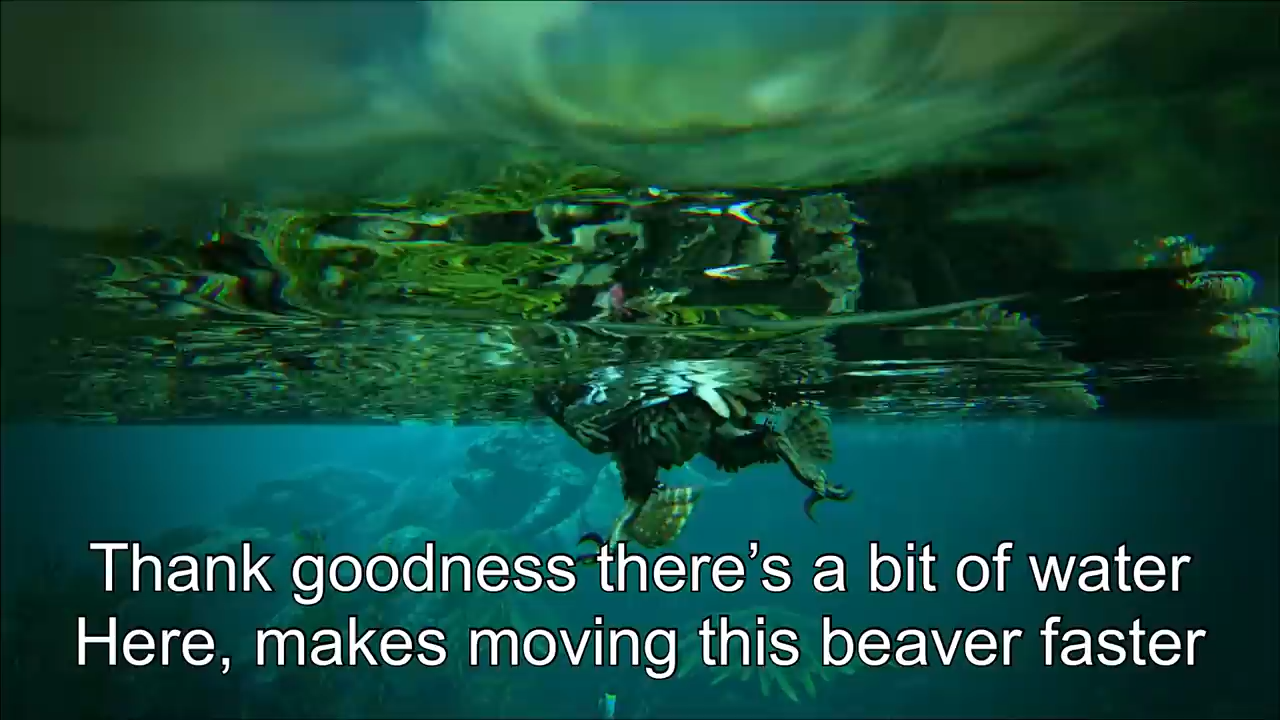 Thank goodness there’s a bit of water
Here, makes moving this beaver faster